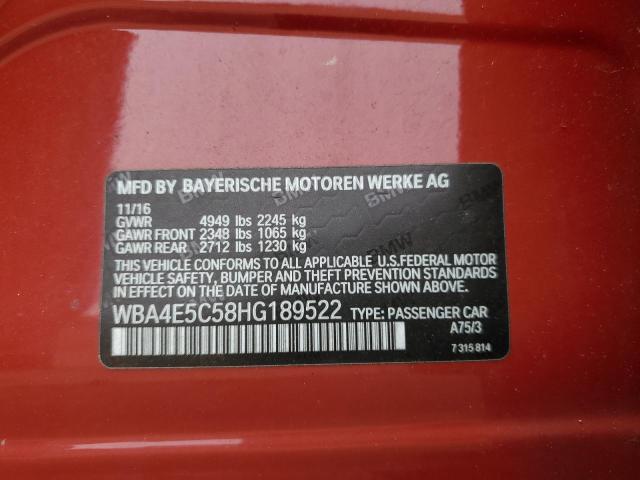 MFD BY BAYERISCHE MOTOREN WERKE AG
11/16
GVWR 4949 lbs 2245 kg
GAWR FRONT 2348 lbs 1065 kg
GAWR REAR 2712 lbs 1230 kg
THIS VEHICLE CONFORMS TO ALL APPLICABLE U.S.FEDERAL MOTOR
VEHICLE SAFETY, BUMPER AND THEFT PREVENTION STANDARDS
IN EFFECT ON THE DATE OF MANUFACTURE SHOWN ABOVE.
WBA4E5C58HG189522 TYPE: PASSENGER CAR
A75/3
7 315 814